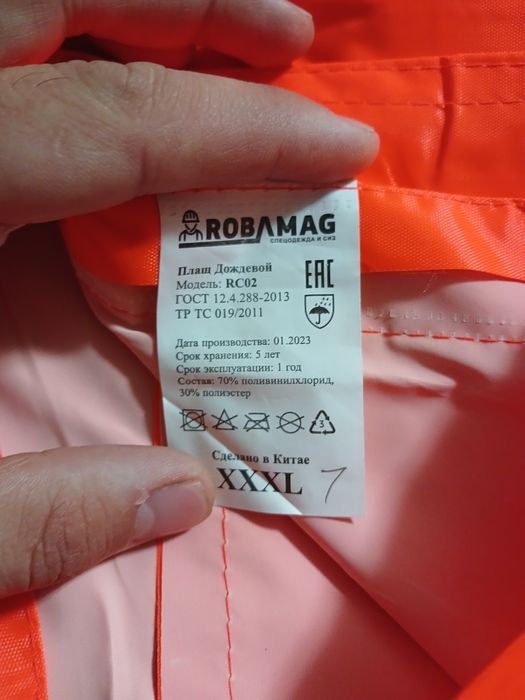 ROBAMAG
СПЕЦОДЕЖДА И СИЗ
Плащ Дождевой
Модель: RC02
ГОСТ 12.4.288-2013
ТР ТС 019/2011
EAC
Дата производства: 01.2023
Срок хранения: 5 лет
Срок эксплуатации: 1 год
Состав: 70% поливинилхлорид,
30% полиэстер
3
Сделано в Китае
XXXL 7